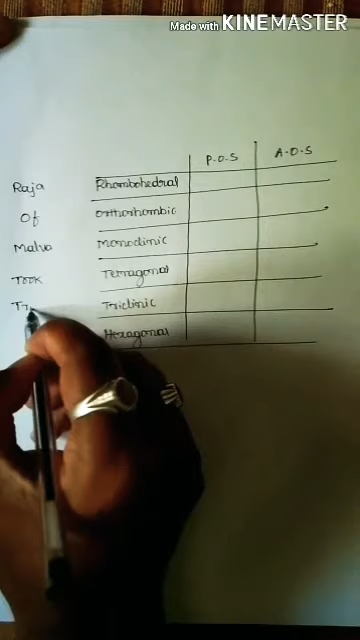 Made with KINEMASTER
P.O.S A.O.S
Raja Rhombohedral
Of Orthorhombic
Malva Monoclinic
Took Tetragonal
Triclinic
Hexagonal